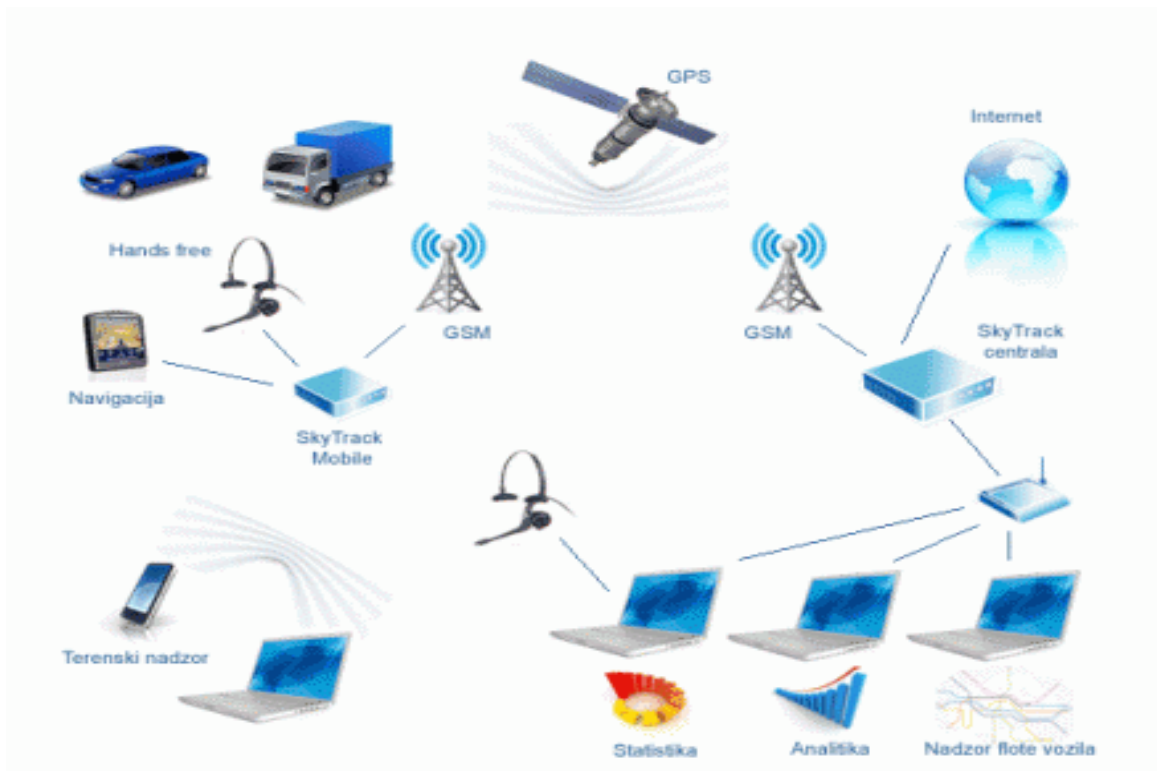 GPS
Internet
Hands free
GSM
GSM
SkyTrack
centrala
Navigacija
SkyTrack
Mobile
Terenski nadzor
Statistika
Analitika
Nadzor flote vozila